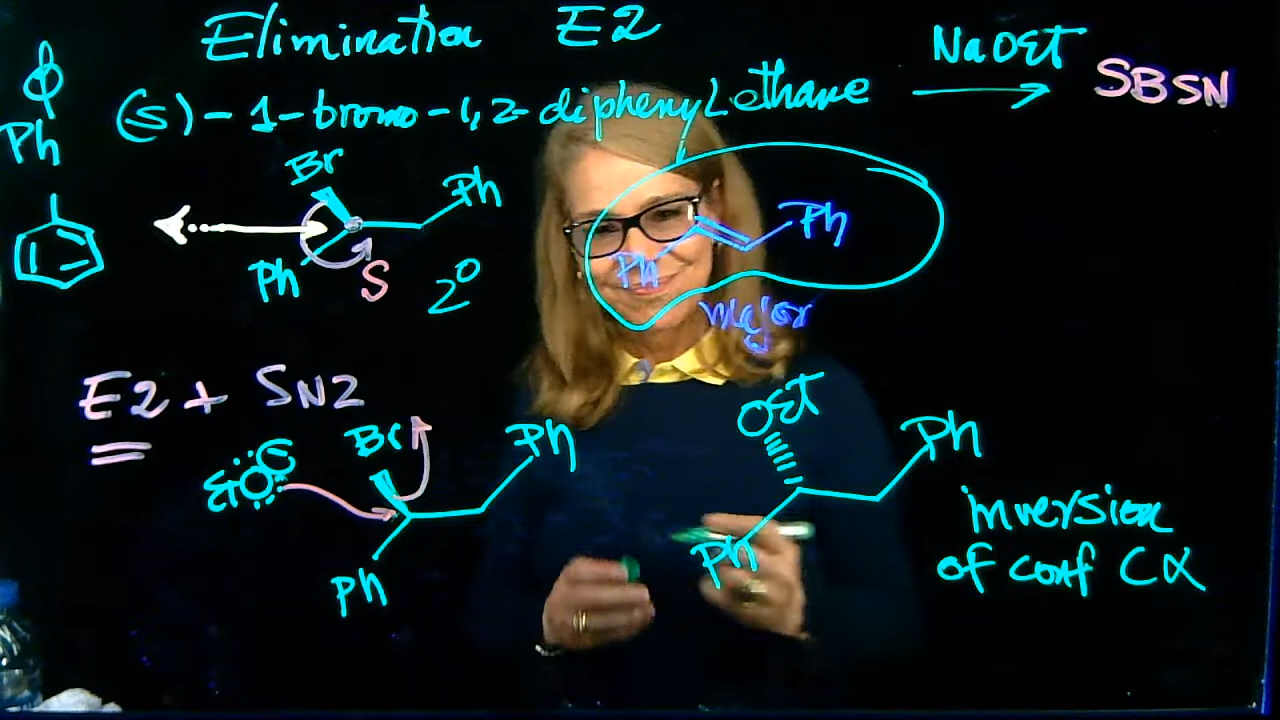 Elimination E2
ϕ
Ph
(S)-1-bromo-1,2-diphenylethane
NaOEt
SBSN
Br
Ph
Ph
S
2°
Ph
Ph
major
E2 + SN2
EtO
Br
Ph
Ph
OEt
Ph
Ph
inversion
of conf Cα